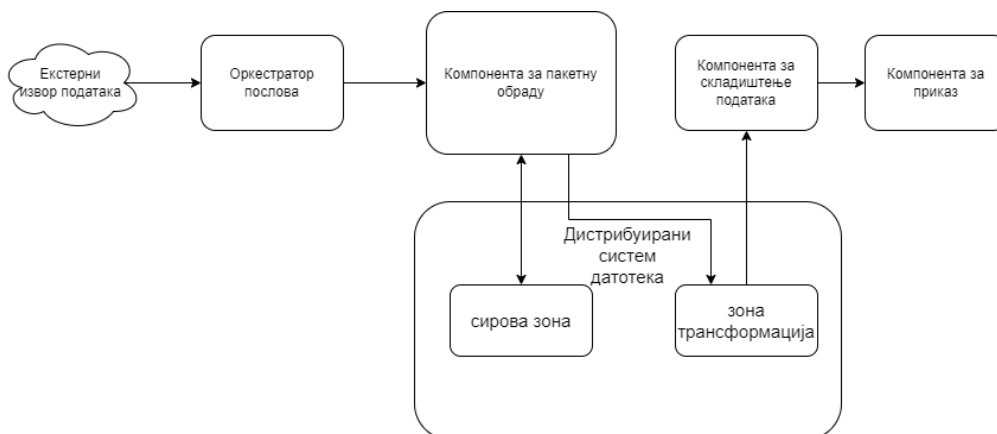 Екстерни
извор података
Оркестратор
послова
Компонента за пакетну
обраду
Компонента за
складиштење
података
Компонента за
приказ
Дистрибуирани
систем
датотека
сирова зона
зона
трансформација